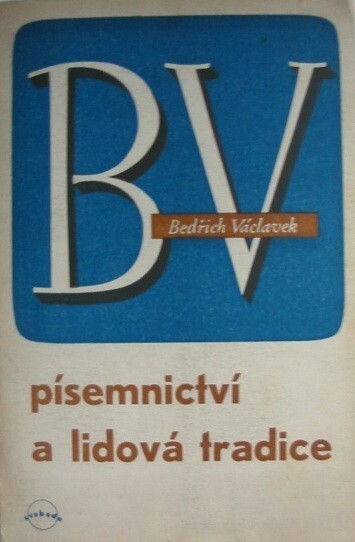 BV
Bedřich Václavek
písemnictví
a lidová tradice
svoboda